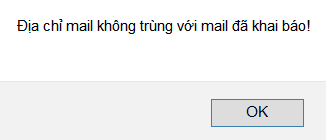 Địa chỉ mail không trùng với mail đã khai báo!
OK